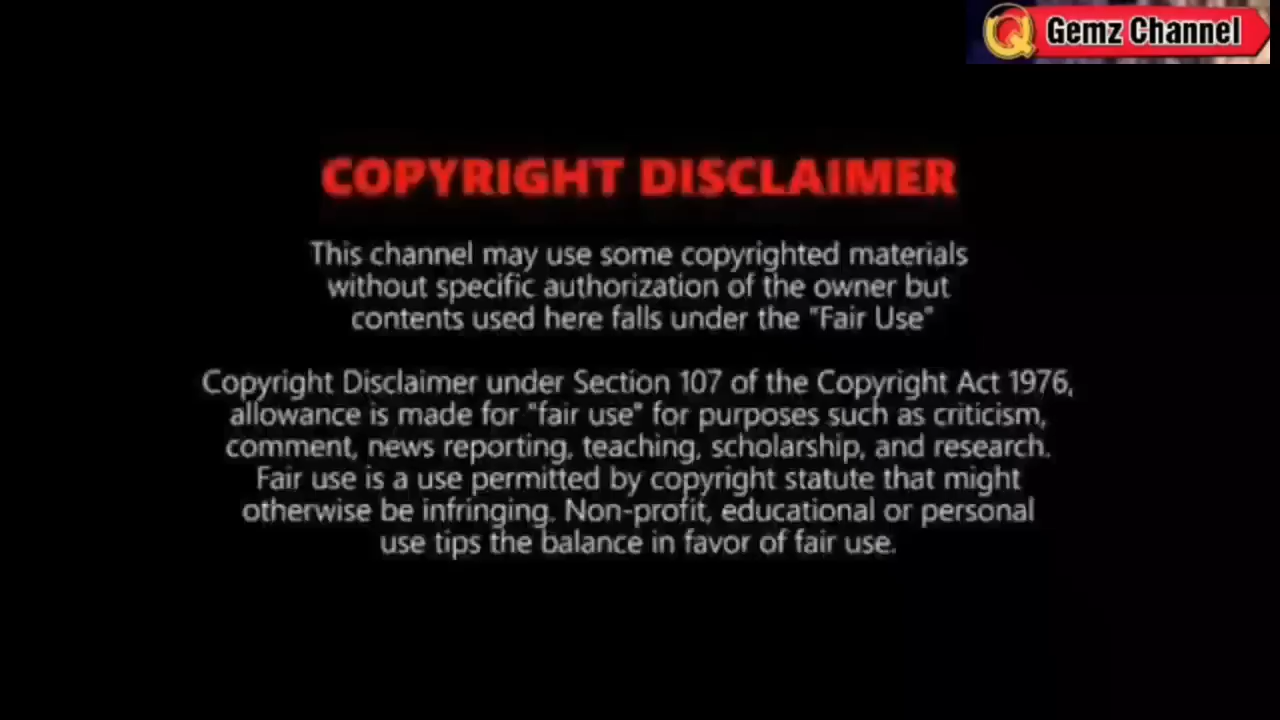 Gemz Channel
COPYRIGHT DISCLAIMER
This channel may use some copyrighted materials
without specific authorization of the owner but
contents used here falls under the "Fair Use"
Copyright Disclaimer under Section 107 of the Copyright Act 1976,
allowance is made for "fair use" for purposes such as criticism,
comment, news reporting, teaching, scholarship, and research.
Fair use is a use permitted by copyright statute that might
otherwise be infringing. Non-profit, educational or personal
use tips the balance in favor of fair use.